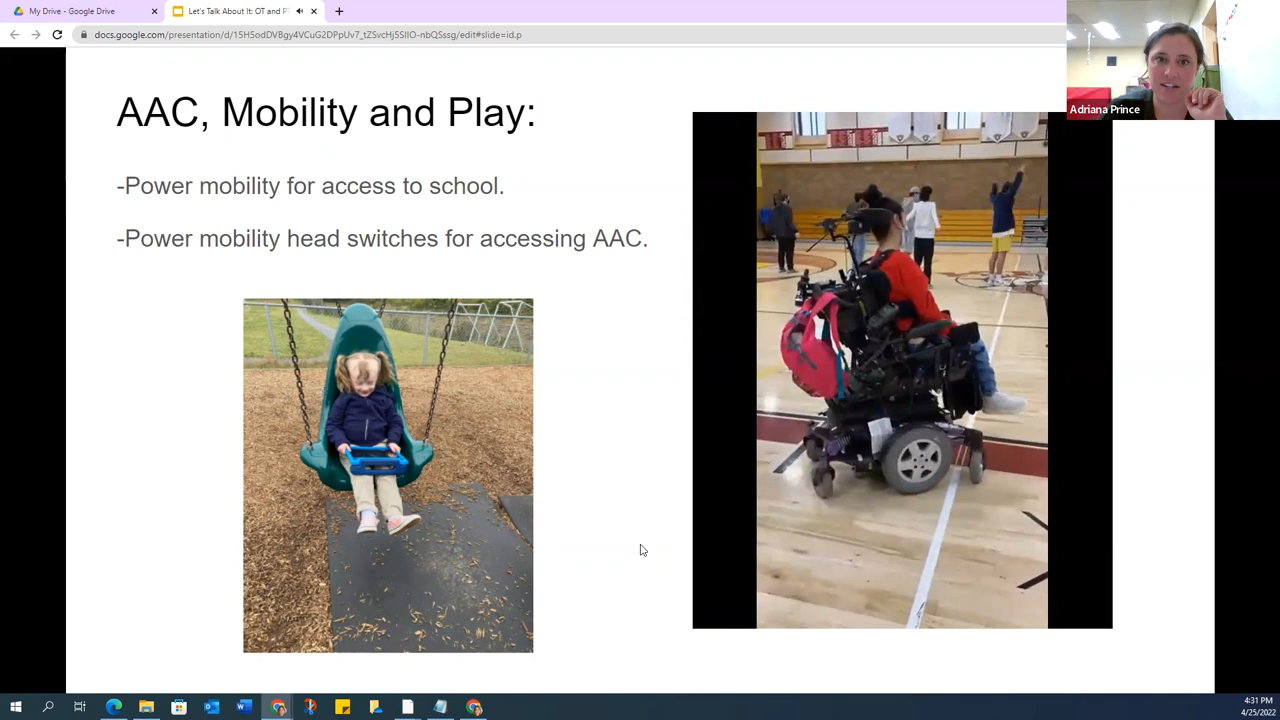 My Drive - Google Drive
Let's Talk About It: OT and P
docs.google.com/presentation/d/15H5odDVBgy4VCuG2DPpUv7_tZSvcHj5SIIO-nbQSssg/edit#slide=id.p
Adriana Prince
AAC, Mobility and Play:
-Power mobility for access to school.
-Power mobility head switches for accessing AAC.
4:31 PM
4/25/2022